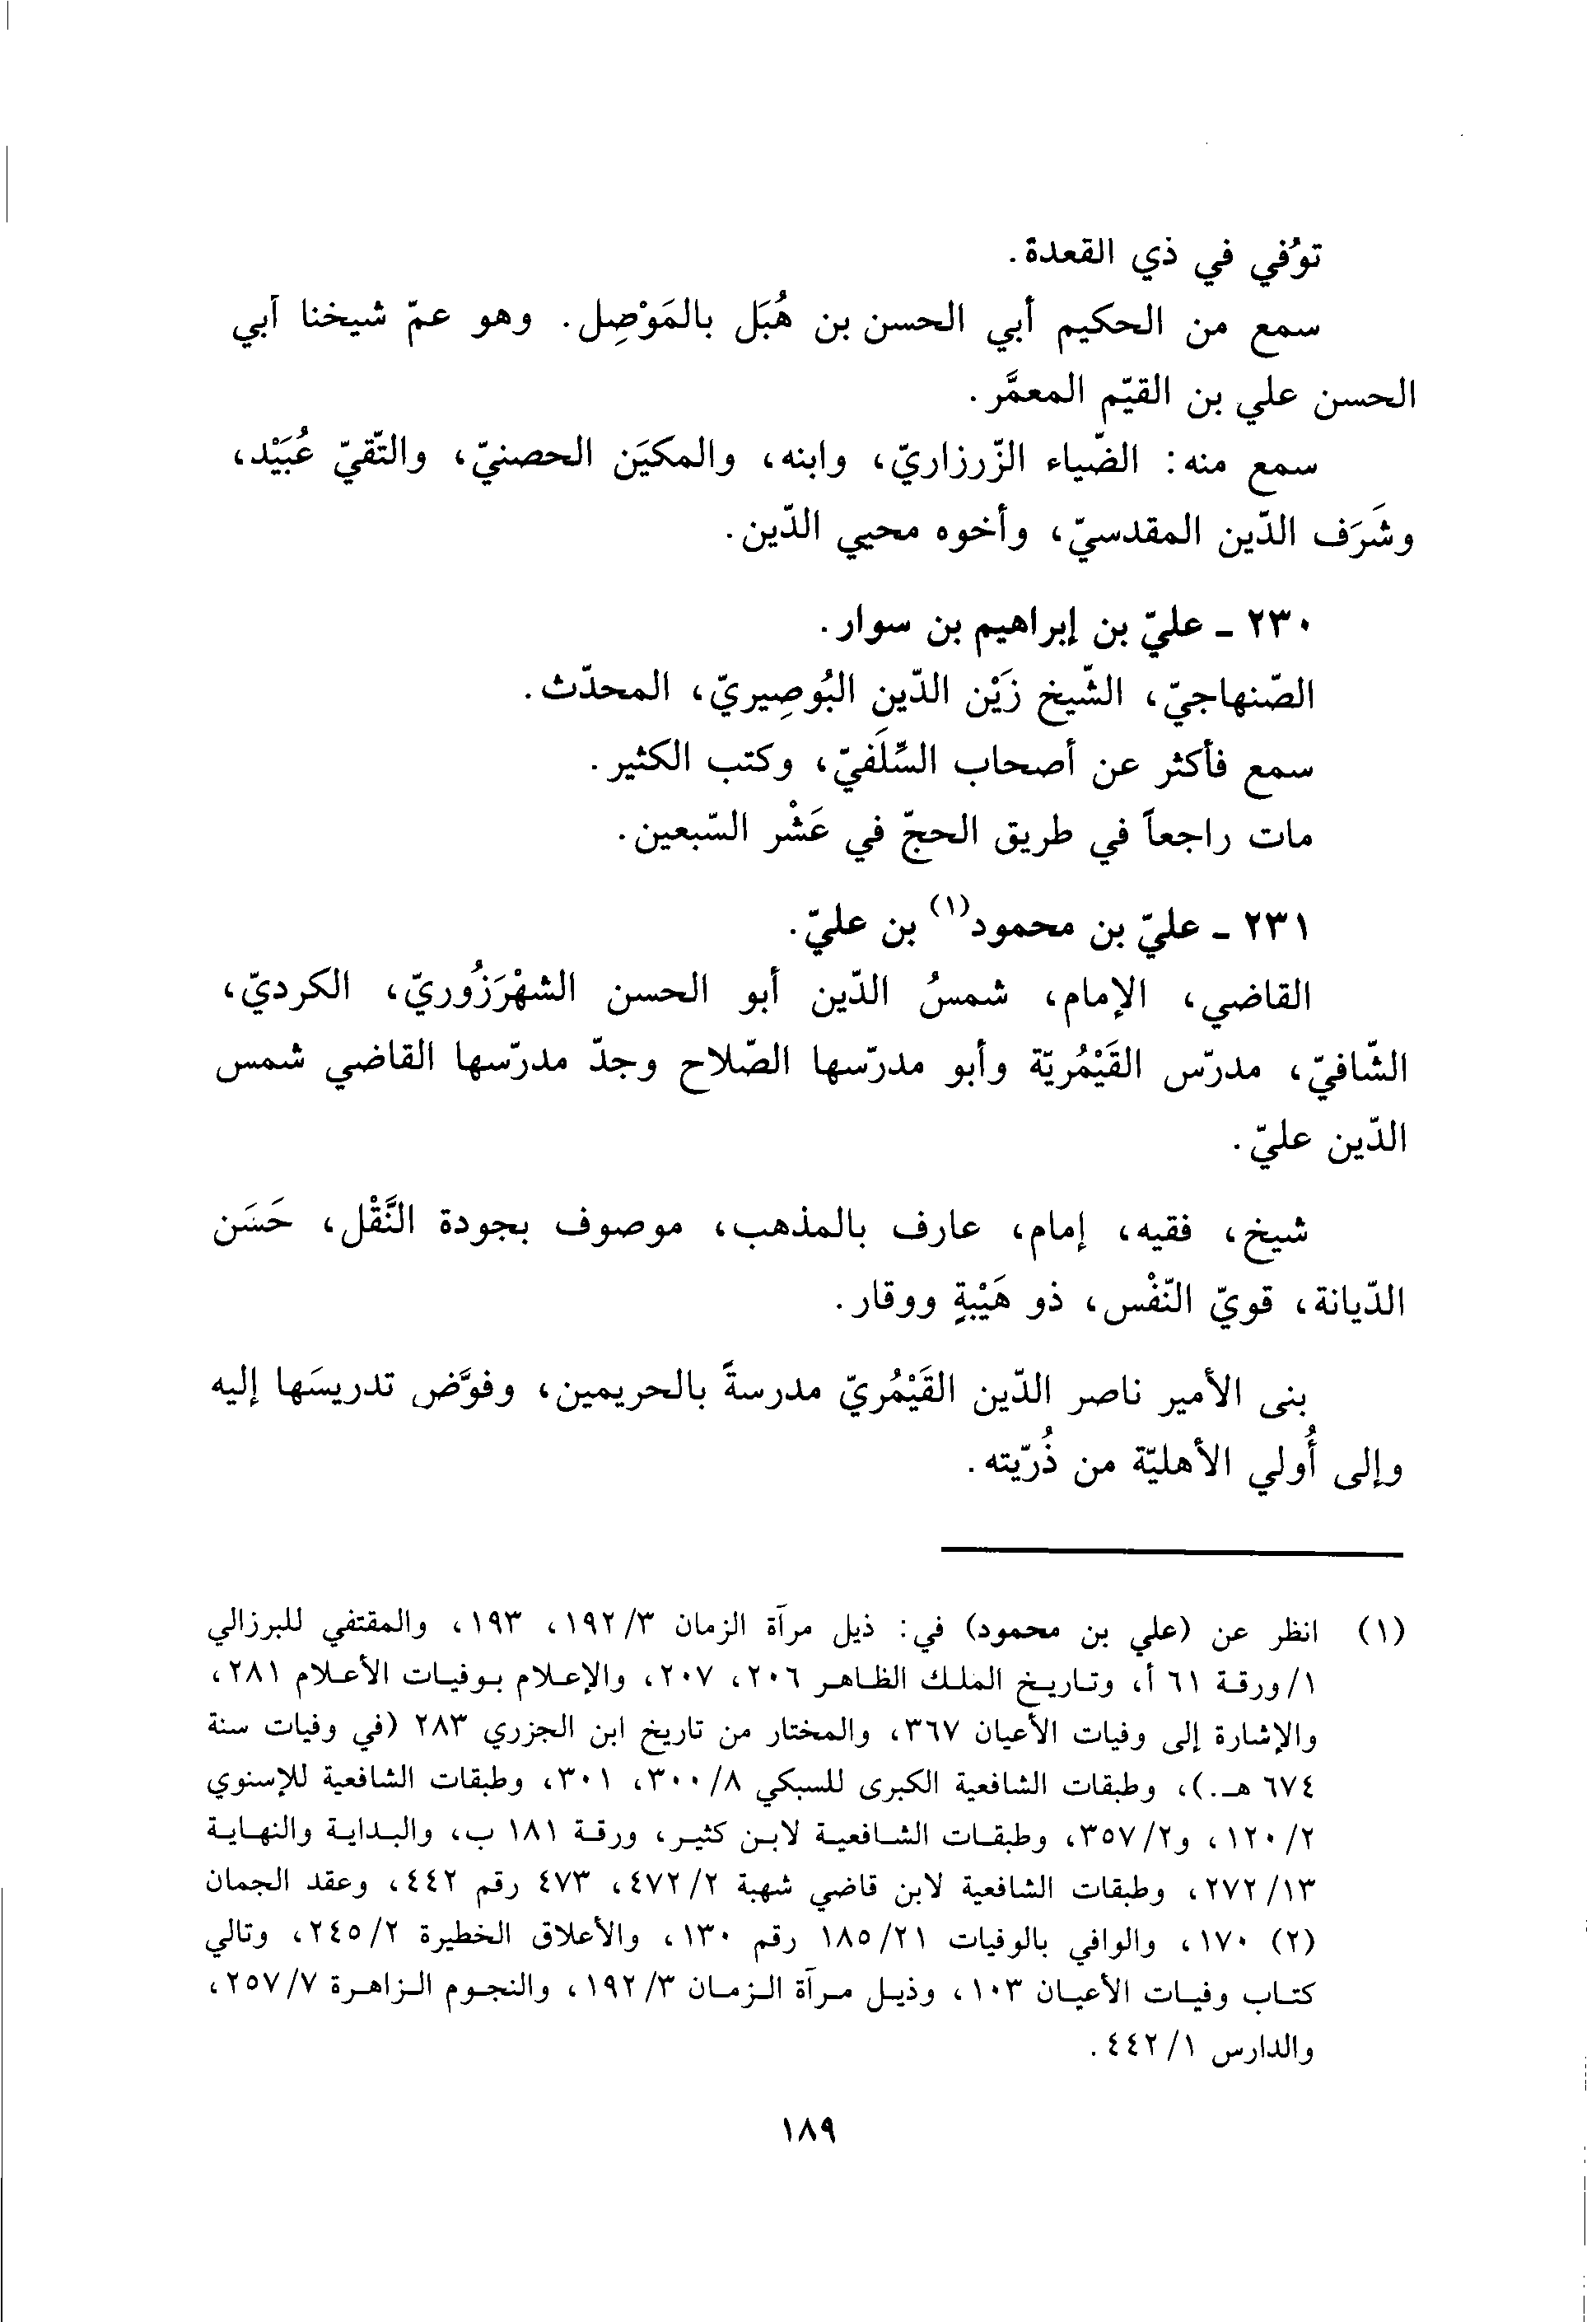 توُفي في ذي القعدة.
سمع من الحكيم أبي الحسن بن هُبَل بالمَوْصِل. وهو عمّ شيخنا أبي
الحسن علي بن القيّم المعمَّر.
سمع منه: الضّياء الزّرزاريّ، وابنه، والمكيَن الحصنيّ، والتّقيّ عُبَيْد،
وشَرَف الدّين المقدسيّ، وأخوه محيي الدّين.
٢٣٠ - عليّ بن إبراهيم بن سوار.
الصّنهاجيّ، الشّيخ زَيْن الدّين البُوصِيريّ، المحدّث.
سمع فأكثر عن أصحاب السِّلَفيّ، وكتب الكثير.
مات راجعاً في طريق الحجّ في عَشْر السّبعين.
٢٣١ - عليّ بن محمود(١) بن عليّ.
القاضي، الإمام، شمسُ الدّين أبو الحسن الشهْرَزُوريّ، الكرديّ،
الشّافيّ، مدرّس القَيْمُريّة وأبو مدرّسها الصّلاح وجدّ مدرّسها القاضي شمس
الدّين عليّ.
شيخ، فقيه، إمام، عارف بالمذهب، موصوف بجودة النَّقْل، حَسَن
الدّيانة، قويّ النّفْس، ذو هَيْبةٍ ووقار.
بنى الأمير ناصر الدّين القَيْمُريّ مدرسةً بالحريمين، وفوَّض تدريسَها إليه
وإلى أُولي الأهليّة من ذُرّيته.
(١) انظر عن (علي بن محمود) في: ذيل مرآة الزمان ٣/ ١٩٢، ١٩٣، والمقتفي للبرزالي
١/ورقة ٦١ أ، وتاريخ الملك الظاهر ٢٠٦، ٢٠٧، والإعلام بوفيات الأعلام ٢٨١،
والإشارة إلى وفيات الأعيان ٣٦٧، والمختار من تاريخ ابن الجزري ٢٨٣ (في وفيات سنة
٦٧٤ هـ.)، وطبقات الشافعية الكبرى للسبكي ٨/ ٣٠٠، ٣٠١، وطبقات الشافعية للإسنوي
٢/ ١٢٠، و٢/ ٣٥٧، وطبقات الشافعية لابن كثير، ورقة ١٨١ ب، والبداية والنهاية
١٣/ ٢٧٢، وطبقات الشافعية لابن قاضي شهبة ٢/ ٤٧٢، ٤٧٣ رقم ٤٤٢، وعقد الجمان
(٢) ١٧٠، والوافي بالوفيات ٢١/ ١٨٥ رقم ١٣٠، والأعلاق الخطيرة ٢/ ٢٤٥، وتالي
كتاب وفيات الأعيان ١٠٣، وذيل مرآة الزمان ٣/ ١٩٢، والنجوم الزاهرة ٧/ ٢٥٧،
والدارس ١/ ٤٤٢.
١٨٩